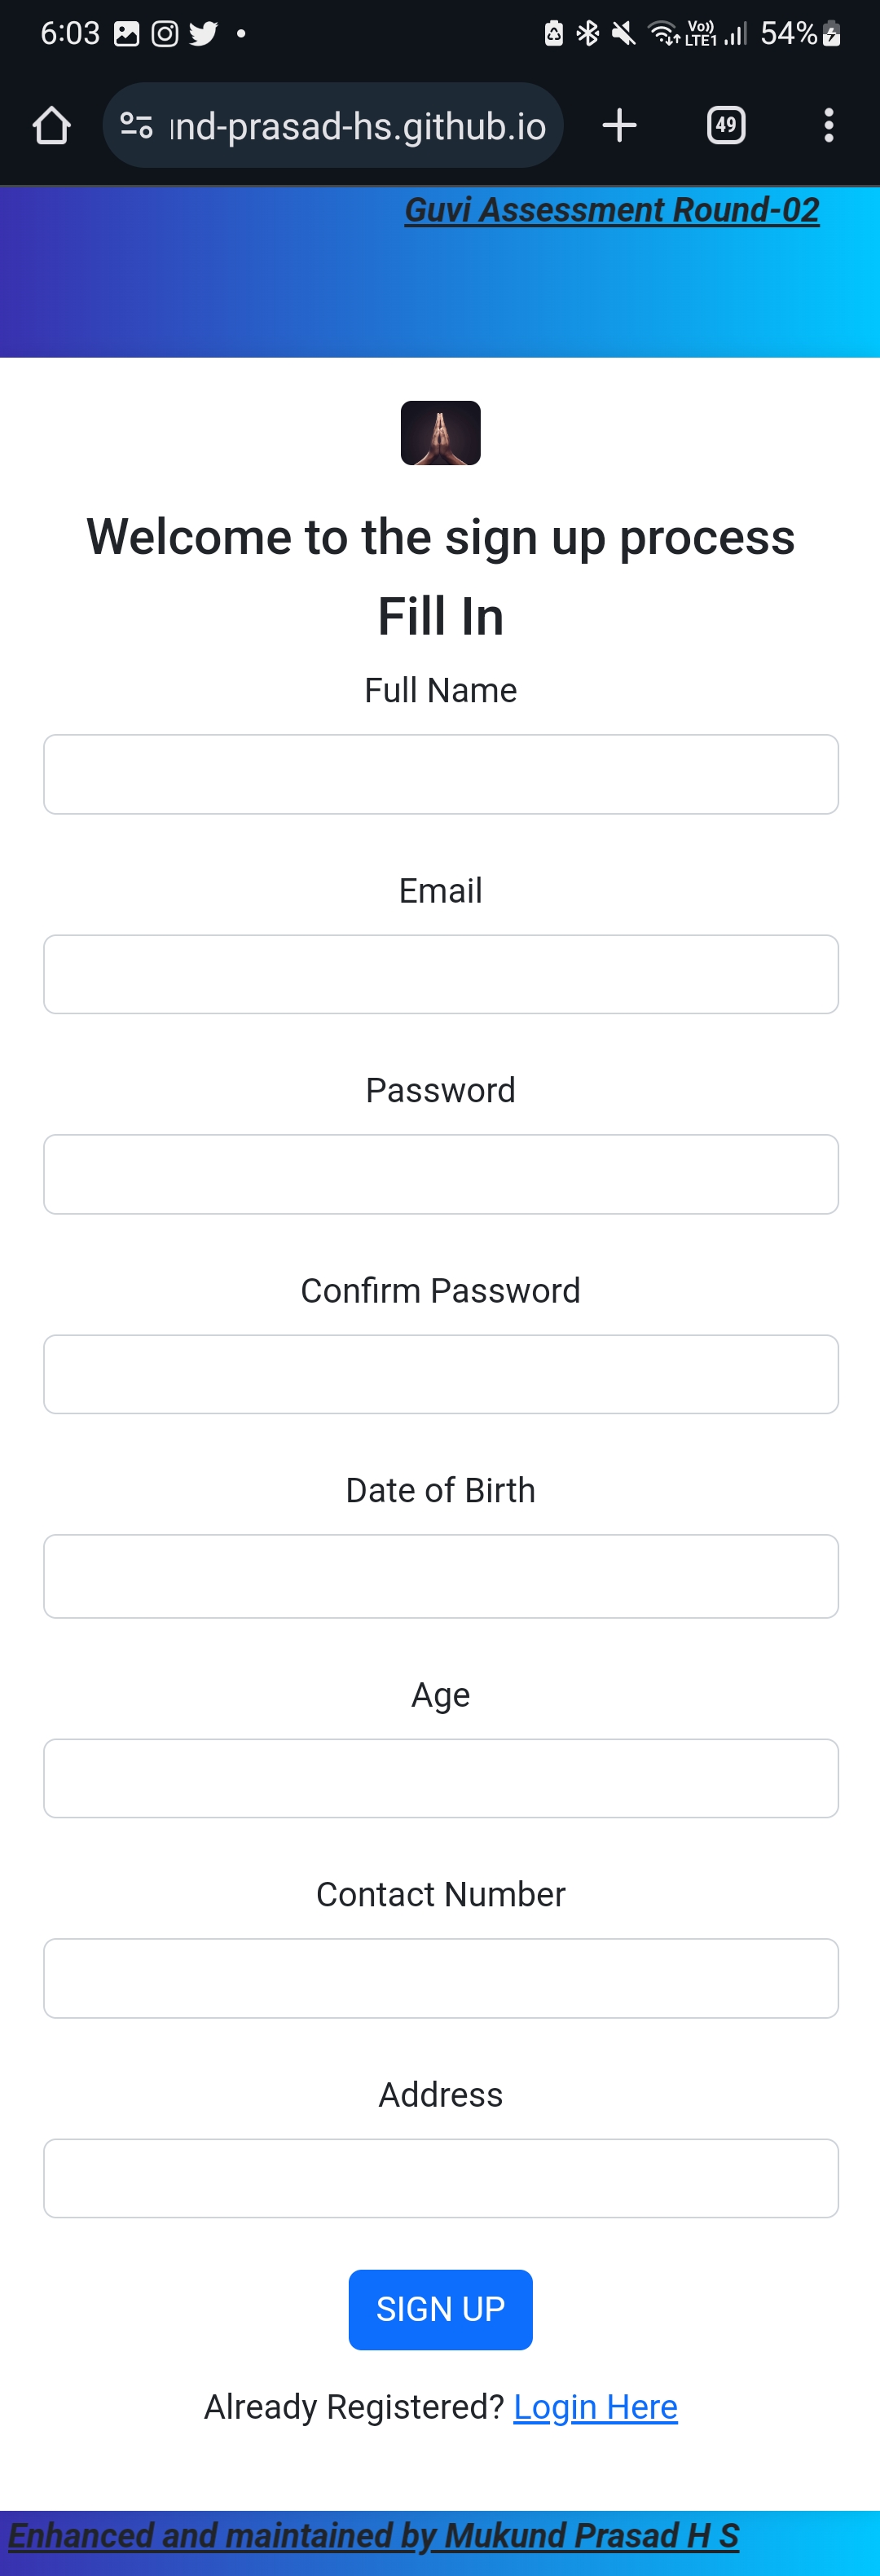 6:03
Vo))
LTE1
54%
ınd-prasad-hs.github.io
49
Guvi Assessment Round-02
Welcome to the sign up process
Fill In
Full Name
Email
Password
Confirm Password
Date of Birth
Age
Contact Number
Address
SIGN UP
Already Registered? Login Here
Enhanced and maintained by Mukund Prasad H S